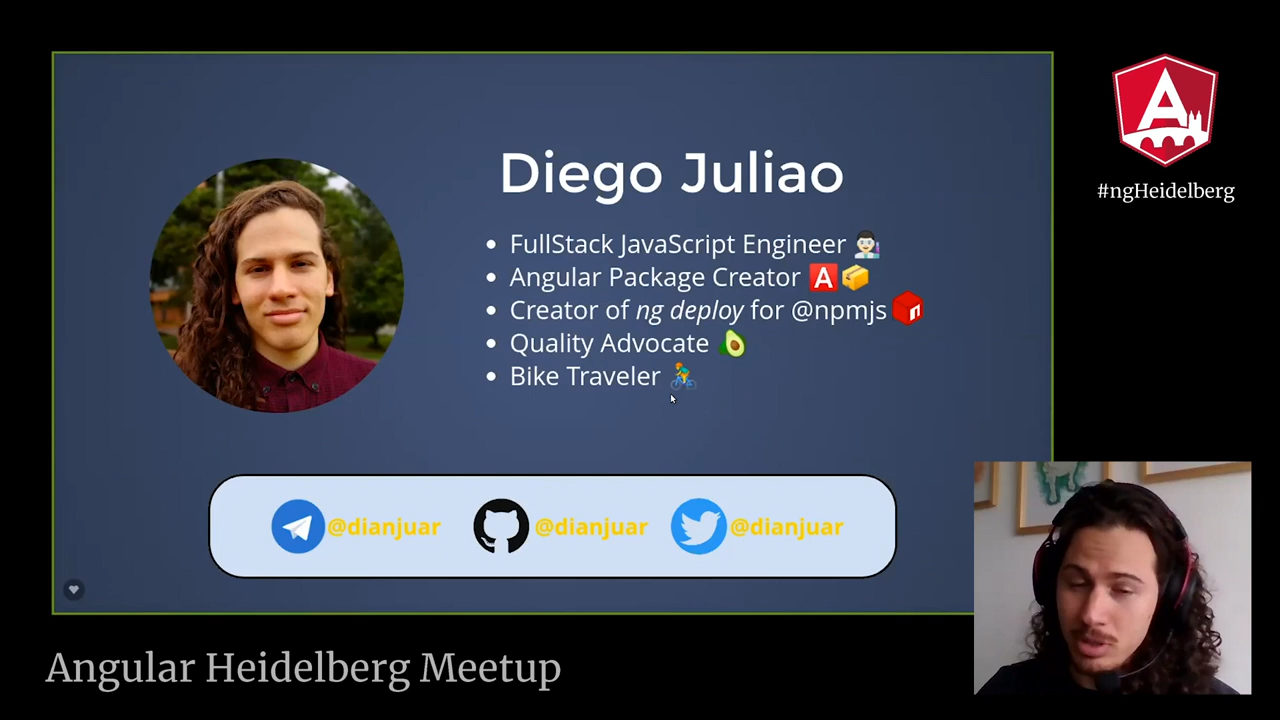 Diego Juliao
FullStack JavaScript Engineer
Angular Package Creator
Creator of ng deploy for @npmjs
Quality Advocate
Bike Traveler
@dianjuar @dianjuar @dianjuar
#ngHeidelberg
Angular Heidelberg Meetup